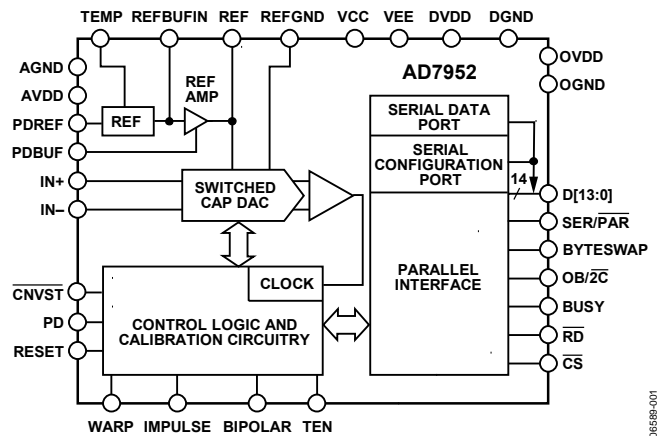 TEMP REFBUFIN REF REFGND VCC VEE DVDD DGND
AGND
AVDD
PDREF
PDBUF
IN+
IN–
CNVST
PD
RESET
REF
REF
AMP
SWITCHED
CAP DAC
CLOCK
CONTROL LOGIC AND
CALIBRATION CIRCUITRY
AD7952
SERIAL DATA
PORT
SERIAL
CONFIGURATION
PORT
14
PARALLEL
INTERFACE
OVDD
OGND
D[13:0]
SER/PAR
BYTESWAP
OB/2C
BUSY
RD
CS
WARP IMPULSE BIPOLAR TEN
06589-001